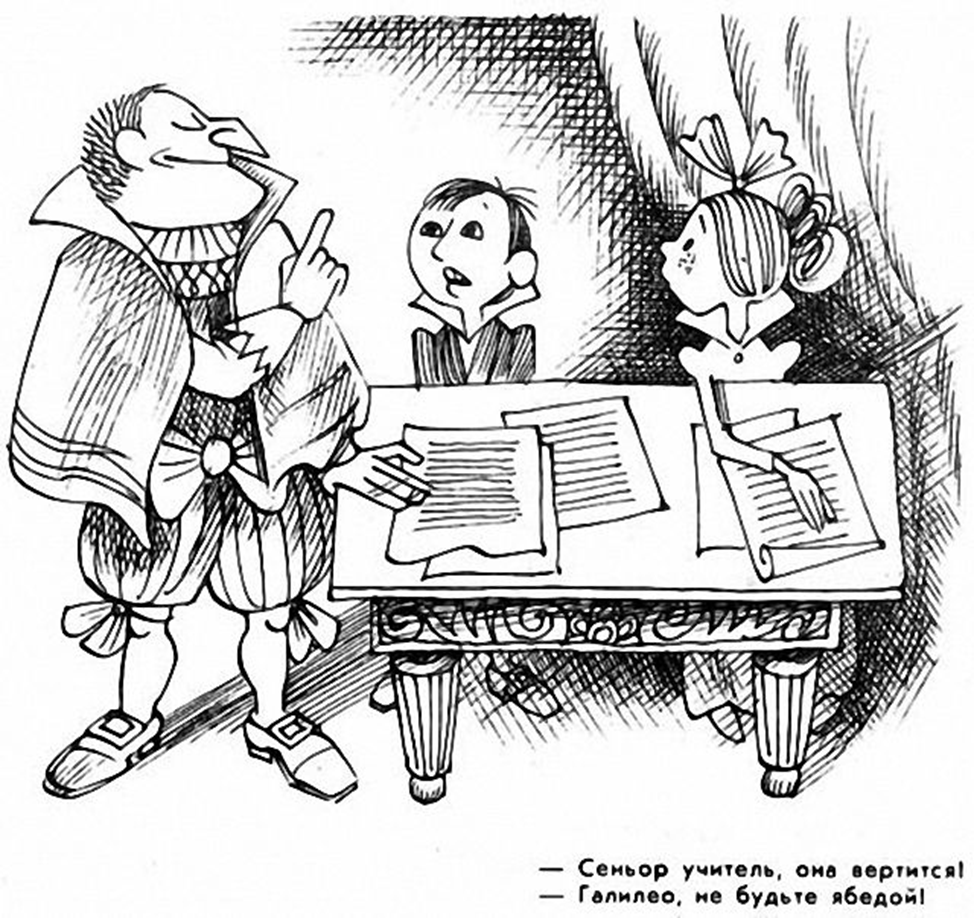 — Сеньор учитель, она вертится!
— Галилео, не будьте ябедой!